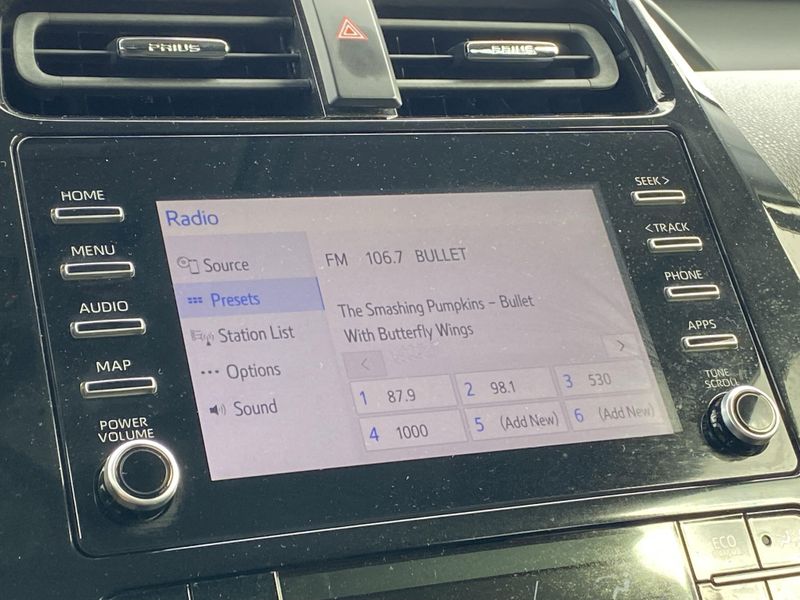 PRIUS
PRIUS
HOME
MENU
AUDIO
MAP
POWER
VOLUME
Radio
Source
Presets
Station List
Options
Sound
FM 106.7 BULLET
The Smashing Pumpkins – Bullet
With Butterfly Wings
<
>
1 87.9 2 98.1 3 530
4 1000 5 (Add New) 6 (Add New)
SEEK >
< TRACK
PHONE
APPS
TUNE
SCROLL
ECO